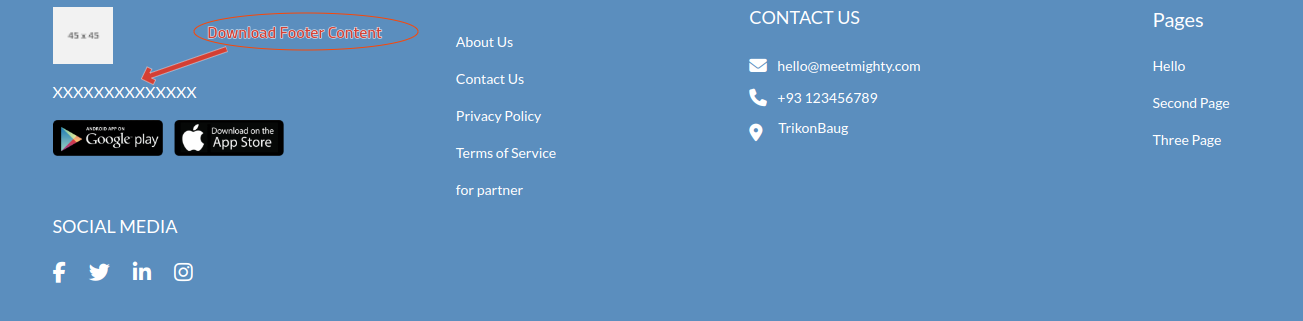 45 x 45
Download Footer Content
XXXXXXXXXXXXXX
ANDROID APP ON
Google play
Download on the
App Store
SOCIAL MEDIA
About Us
Contact Us
Privacy Policy
Terms of Service
for partner
CONTACT US
hello@meetmighty.com
+93 123456789
TrikonBaug
Pages
Hello
Second Page
Three Page